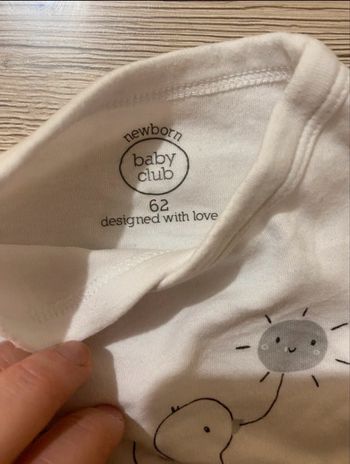 newborn
baby
club
62
designed with love